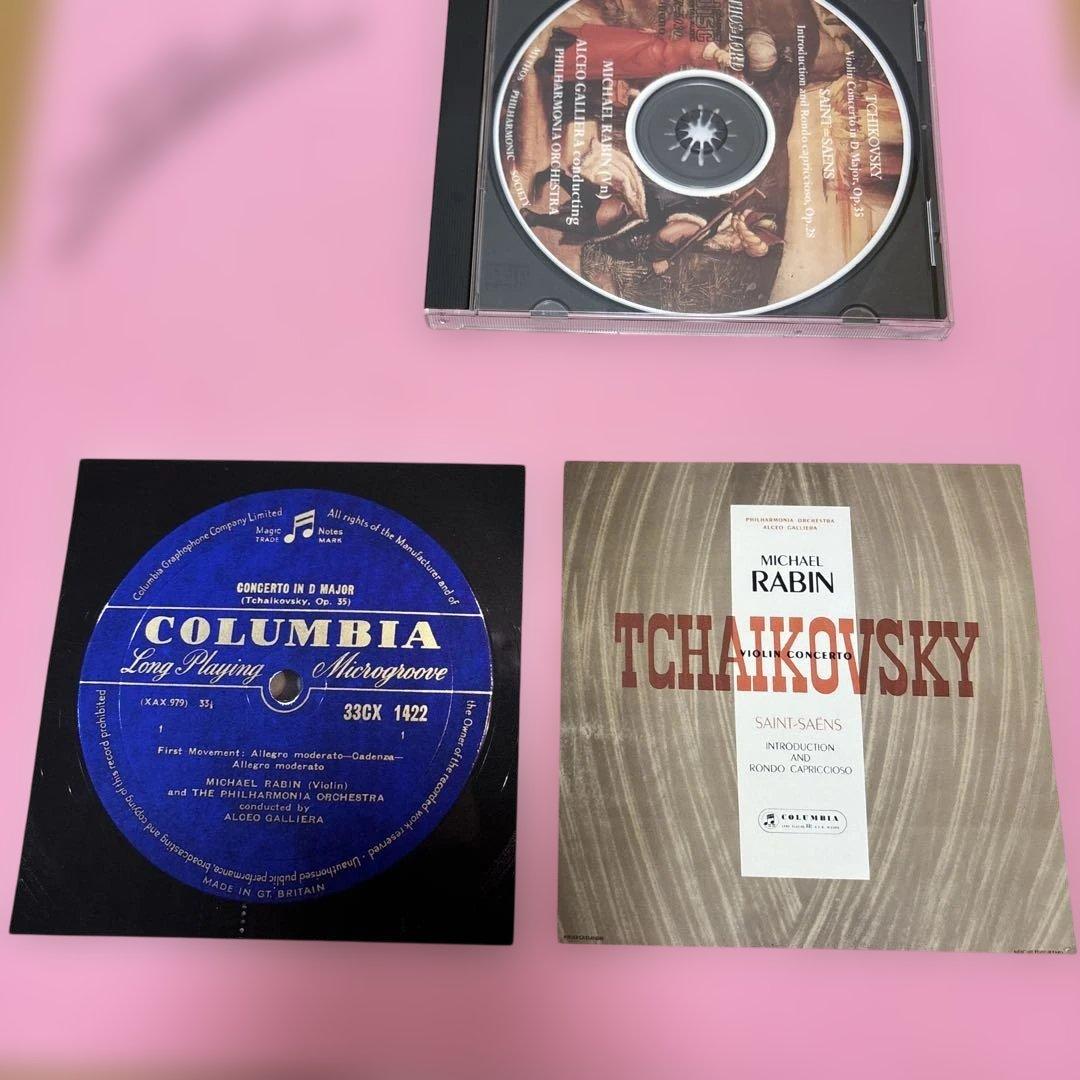 TCHIKOVSKY
Violin Concerto in D Major, Op.35
SAINT=SAENS
Introduction and Rondo capriccioso, Op.28
MICHAEL RABIN (Vn)
ALCEO GALLIERA conducting
PHILHARMONIA ORCHESTRA
MYTHOS PHILHARMONIC SOCIETY
Columbia Graphophone Company Limited
Magic Notes
TRADE MARK
All rights of the Manufacturer and of
the Owner of the recorded work reserved · Unauthorised public performance, broadcasting and copying of this record prohibited
CONCERTO IN D MAJOR
(Tchaikovsky, Op. 35)
COLUMBIA
Long Playing Microgroove
(XAX.979) 33⅓
33CX 1422
1 1
First Movement: Allegro moderato—Cadenza—
Allegro moderato
MICHAEL RABIN (Violin)
and THE PHILHARMONIA ORCHESTRA
conducted by
ALCEO GALLIERA
MADE IN GT. BRITAIN
PHILHARMONIA ORCHESTRA
ALCEO GALLIERA
MICHAEL
RABIN
TCHAIKOVSKY
VIOLIN CONCERTO
SAINT-SAËNS
INTRODUCTION
AND
RONDO CAPRICCIOSO
COLUMBIA